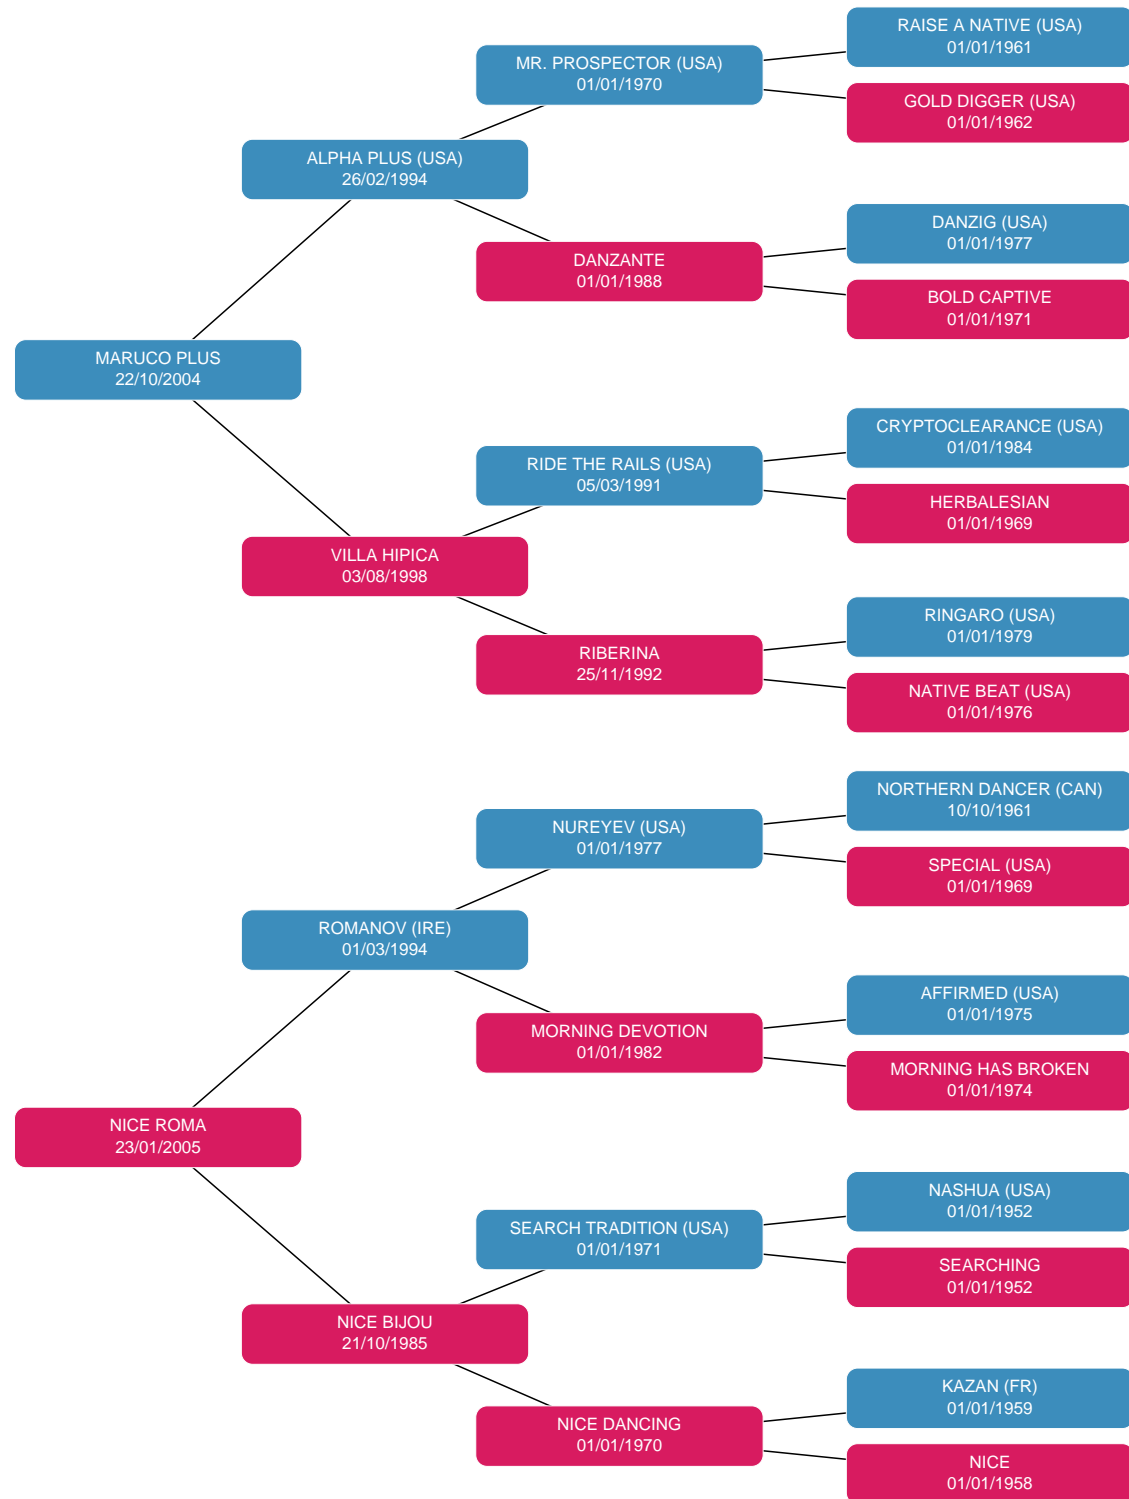 RAISE A NATIVE (USA)
01/01/1961
MR. PROSPECTOR (USA)
01/01/1970
GOLD DIGGER (USA)
01/01/1962
ALPHA PLUS (USA)
26/02/1994
DANZIG (USA)
01/01/1977
DANZANTE
01/01/1988
BOLD CAPTIVE
01/01/1971
MARUCO PLUS
22/10/2004
CRYPTOCLEARANCE (USA)
01/01/1984
RIDE THE RAILS (USA)
05/03/1991
HERBALESIAN
01/01/1969
VILLA HIPICA
03/08/1998
RINGARO (USA)
01/01/1979
RIBERINA
25/11/1992
NATIVE BEAT (USA)
01/01/1976
NORTHERN DANCER (CAN)
10/10/1961
NUREYEV (USA)
01/01/1977
SPECIAL (USA)
01/01/1969
ROMANOV (IRE)
01/03/1994
AFFIRMED (USA)
01/01/1975
MORNING DEVOTION
01/01/1982
MORNING HAS BROKEN
01/01/1974
NICE ROMA
23/01/2005
NASHUA (USA)
01/01/1952
SEARCH TRADITION (USA)
01/01/1971
SEARCHING
01/01/1952
NICE BIJOU
21/10/1985
KAZAN (FR)
01/01/1959
NICE DANCING
01/01/1970
NICE
01/01/1958